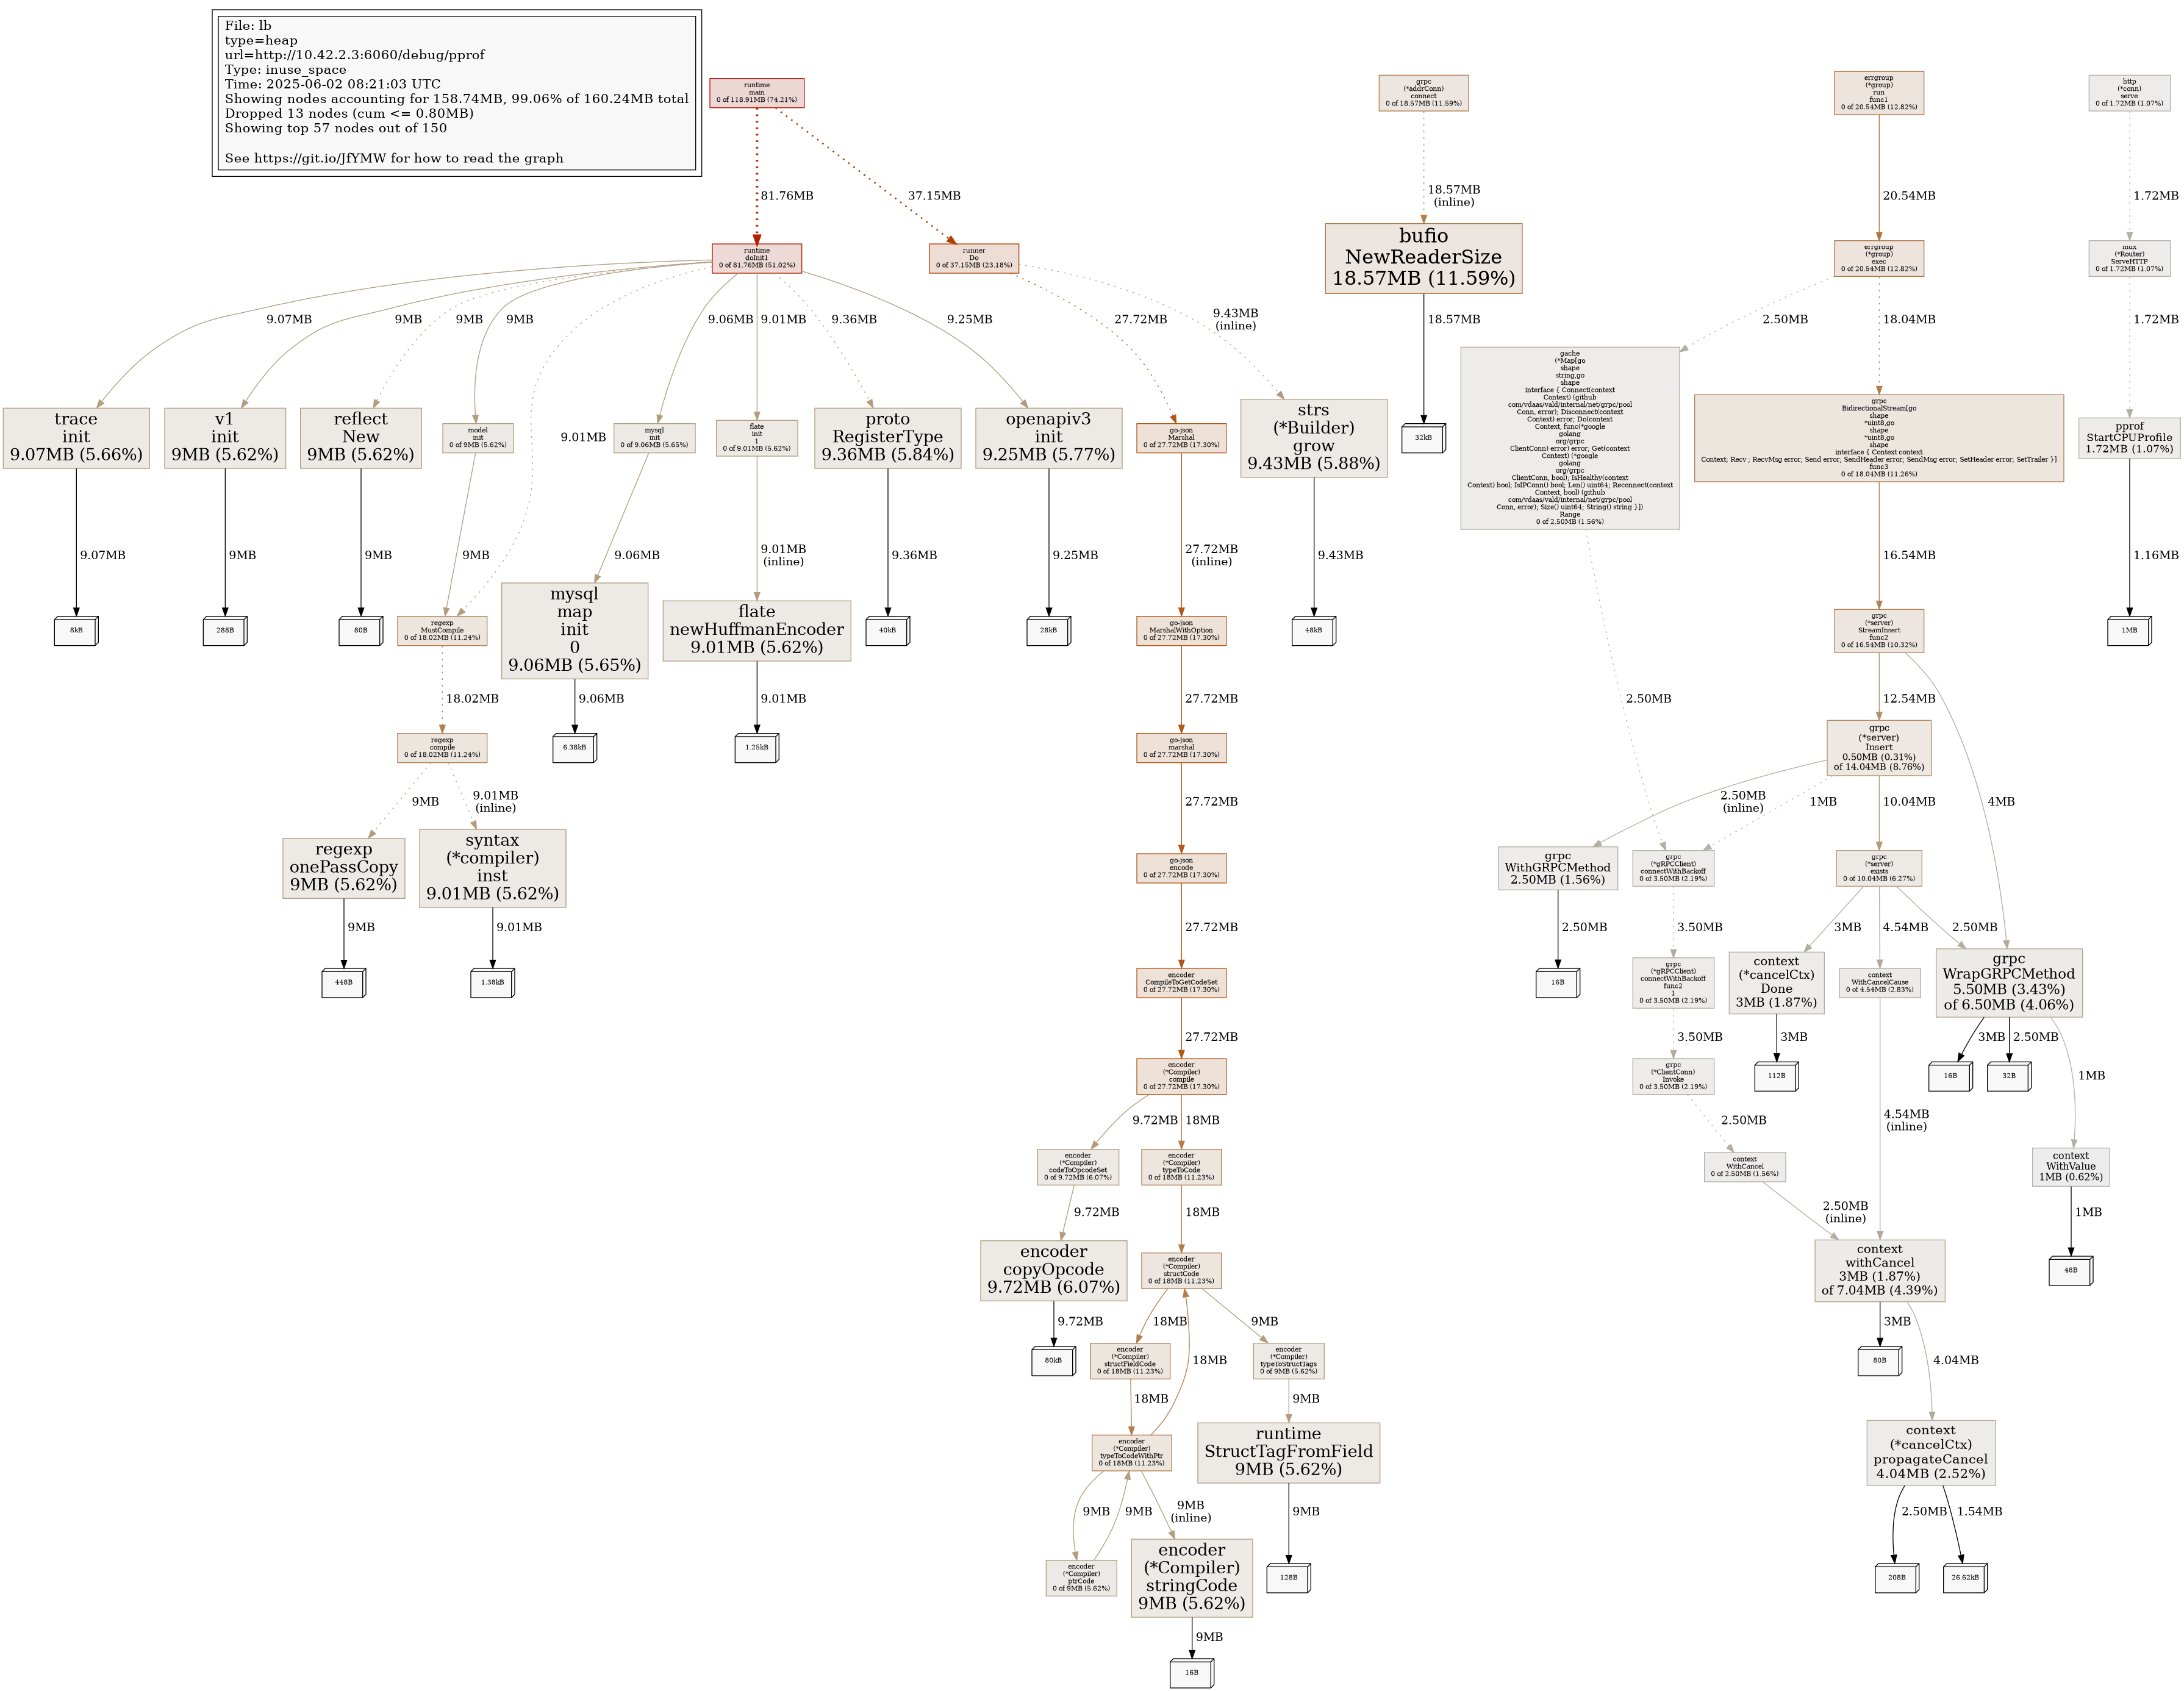 File: lb
type=heap
url=http://10.42.2.3:6060/debug/pprof
Type: inuse_space
Time: 2025-06-02 08:21:03 UTC
Showing nodes accounting for 158.74MB, 99.06% of 160.24MB total
Dropped 13 nodes (cum <= 0.80MB)
Showing top 57 nodes out of 150
See https://git.io/JfYMW for how to read the graph
runtime
main
0 of 118.91MB (74.21%)
grpc
(*addrConn)
connect
0 of 18.57MB (11.59%)
errgroup
(*group)
run
func1
0 of 20.54MB (12.82%)
http
(*conn)
serve
0 of 1.72MB (1.07%)
81.76MB
37.15MB
18.57MB
(inline)
20.54MB
1.72MB
runtime
doInit1
0 of 81.76MB (51.02%)
runner
Do
0 of 37.15MB (23.18%)
bufio
NewReaderSize
18.57MB (11.59%)
errgroup
(*group)
exec
0 of 20.54MB (12.82%)
mux
(*Router)
ServeHTTP
0 of 1.72MB (1.07%)
9.07MB
9MB
9MB
9MB
9.01MB
9.06MB
9.01MB
9.36MB
9.25MB
27.72MB
9.43MB
(inline)
18.57MB
2.50MB
18.04MB
1.72MB
trace
init
9.07MB (5.66%)
v1
init
9MB (5.62%)
reflect
New
9MB (5.62%)
model
init
0 of 9MB (5.62%)
mysql
init
0 of 9.06MB (5.65%)
flate
init
1
0 of 9.01MB (5.62%)
proto
RegisterType
9.36MB (5.84%)
openapiv3
init
9.25MB (5.77%)
go-json
Marshal
0 of 27.72MB (17.30%)
strs
(*Builder)
grow
9.43MB (5.88%)
32kB
gache
(*Map[go
shape
string,go
shape
interface { Connect(context
Context) (github
com/vdaas/vald/internal/net/grpc/pool
Conn, error); Disconnect(context
Context) error; Do(context
Context, func(*google
golang
org/grpc
ClientConn) error) error; Get(context
Context) (*google
golang
org/grpc
ClientConn, bool); IsHealthy(context
Context) bool; IsIPConn() bool; Len() uint64; Reconnect(context
Context, bool) (github
com/vdaas/vald/internal/net/grpc/pool
Conn, error); Size() uint64; String() string }])
Range
0 of 2.50MB (1.56%)
grpc
BidirectionalStream[go
shape
*uint8,go
shape
*uint8,go
shape
interface { Context context
Context; Recv ; RecvMsg error; Send error; SendHeader error; SendMsg error; SetHeader error; SetTrailer }]
func3
0 of 18.04MB (11.26%)
pprof
StartCPUProfile
1.72MB (1.07%)
9.07MB
9MB
9MB
9MB
9.06MB
9.01MB
(inline)
9.36MB
9.25MB
27.72MB
(inline)
9.43MB
2.50MB
16.54MB
1.16MB
8kB
288B
80B
regexp
MustCompile
0 of 18.02MB (11.24%)
mysql
map
init
0
9.06MB (5.65%)
flate
newHuffmanEncoder
9.01MB (5.62%)
40kB
28kB
go-json
MarshalWithOption
0 of 27.72MB (17.30%)
48kB
grpc
(*server)
StreamInsert
func2
0 of 16.54MB (10.32%)
1MB
18.02MB
9.06MB
9.01MB
27.72MB
12.54MB
4MB
regexp
compile
0 of 18.02MB (11.24%)
6.38kB
1.25kB
go-json
marshal
0 of 27.72MB (17.30%)
grpc
(*server)
Insert
0.50MB (0.31%)
of 14.04MB (8.76%)
9MB
9.01MB
(inline)
27.72MB
2.50MB
(inline)
1MB
10.04MB
regexp
onePassCopy
9MB (5.62%)
syntax
(*compiler)
inst
9.01MB (5.62%)
go-json
encode
0 of 27.72MB (17.30%)
grpc
WithGRPCMethod
2.50MB (1.56%)
grpc
(*gRPCClient)
connectWithBackoff
0 of 3.50MB (2.19%)
grpc
(*server)
exists
0 of 10.04MB (6.27%)
9MB
9.01MB
27.72MB
2.50MB
3.50MB
3MB
4.54MB
2.50MB
448B
1.38kB
encoder
CompileToGetCodeSet
0 of 27.72MB (17.30%)
16B
grpc
(*gRPCClient)
connectWithBackoff
func2
1
0 of 3.50MB (2.19%)
context
(*cancelCtx)
Done
3MB (1.87%)
context
WithCancelCause
0 of 4.54MB (2.83%)
grpc
WrapGRPCMethod
5.50MB (3.43%)
of 6.50MB (4.06%)
27.72MB
3.50MB
3MB
3MB
2.50MB
1MB
encoder
(*Compiler)
compile
0 of 27.72MB (17.30%)
grpc
(*ClientConn)
Invoke
0 of 3.50MB (2.19%)
112B
16B
32B
9.72MB
18MB
2.50MB
4.54MB
(inline)
encoder
(*Compiler)
codeToOpcodeSet
0 of 9.72MB (6.07%)
encoder
(*Compiler)
typeToCode
0 of 18MB (11.23%)
context
WithCancel
0 of 2.50MB (1.56%)
context
WithValue
1MB (0.62%)
9.72MB
18MB
2.50MB
(inline)
1MB
encoder
copyOpcode
9.72MB (6.07%)
encoder
(*Compiler)
structCode
0 of 18MB (11.23%)
context
withCancel
3MB (1.87%)
of 7.04MB (4.39%)
48B
9.72MB
18MB
9MB
18MB
3MB
4.04MB
80kB
encoder
(*Compiler)
structFieldCode
0 of 18MB (11.23%)
encoder
(*Compiler)
typeToStructTags
0 of 9MB (5.62%)
80B
18MB
9MB
encoder
(*Compiler)
typeToCodeWithPtr
0 of 18MB (11.23%)
runtime
StructTagFromField
9MB (5.62%)
context
(*cancelCtx)
propagateCancel
4.04MB (2.52%)
9MB
9MB
9MB
(inline)
9MB
2.50MB
1.54MB
encoder
(*Compiler)
ptrCode
0 of 9MB (5.62%)
encoder
(*Compiler)
stringCode
9MB (5.62%)
128B
208B
26.62kB
9MB
16B